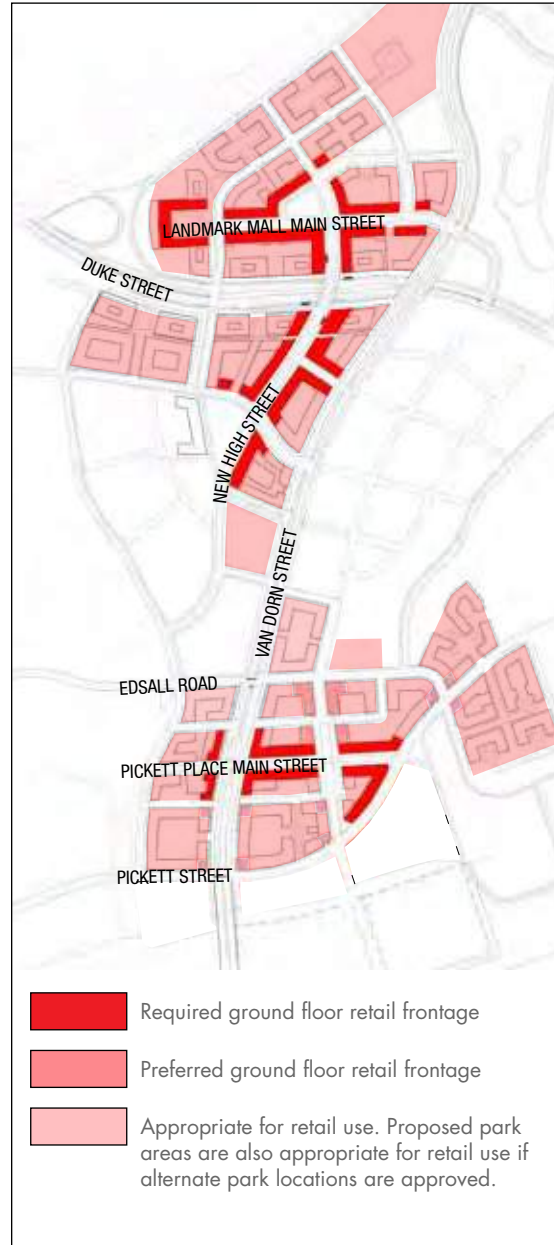 LANDMARK MALL MAIN STREET
DUKE STREET
NEW HIGH STREET
VAN DORN STREET
EDSALL ROAD
PICKETT PLACE MAIN STREET
PICKETT STREET
Required ground floor retail frontage
Preferred ground floor retail frontage
Appropriate for retail use. Proposed park
areas are also appropriate for retail use if
alternate park locations are approved.